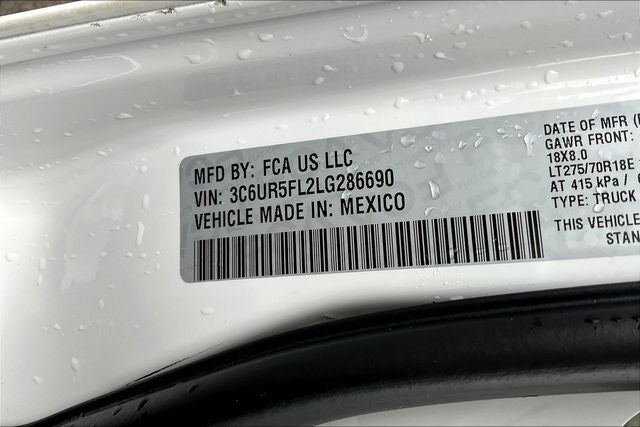 MFD BY: FCA US LLC
VIN: 3C6UR5FL2LG286690
VEHICLE MADE IN: MEXICO
DATE OF MFR
GAWR FRONT:
18X8.0
LT275/70R18E
AT 415 kPa /
TYPE: TRUCK
THIS VEHICLE
STAN